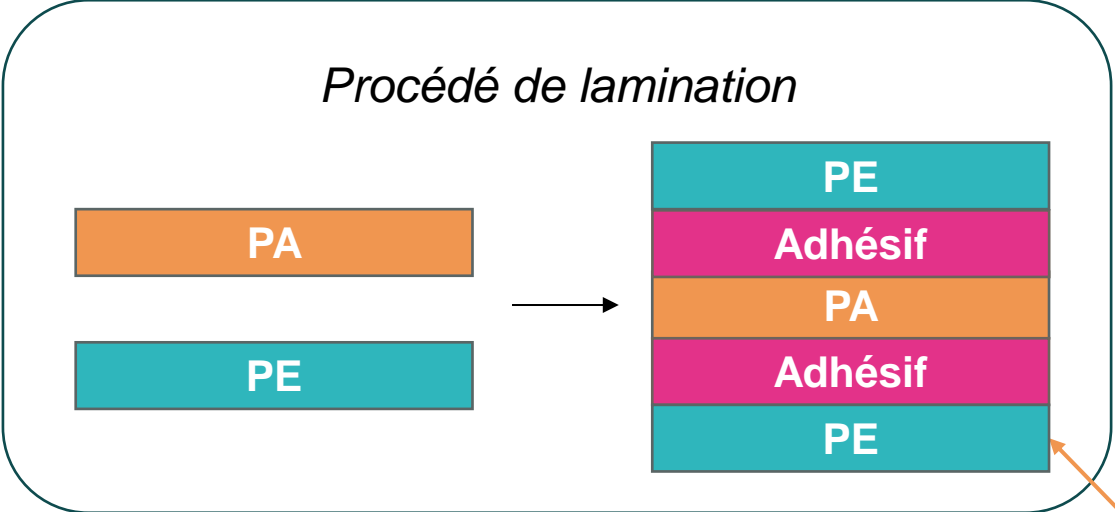 Procédé de lamination
PA
PE
PE
Adhésif
PA
Adhésif
PE